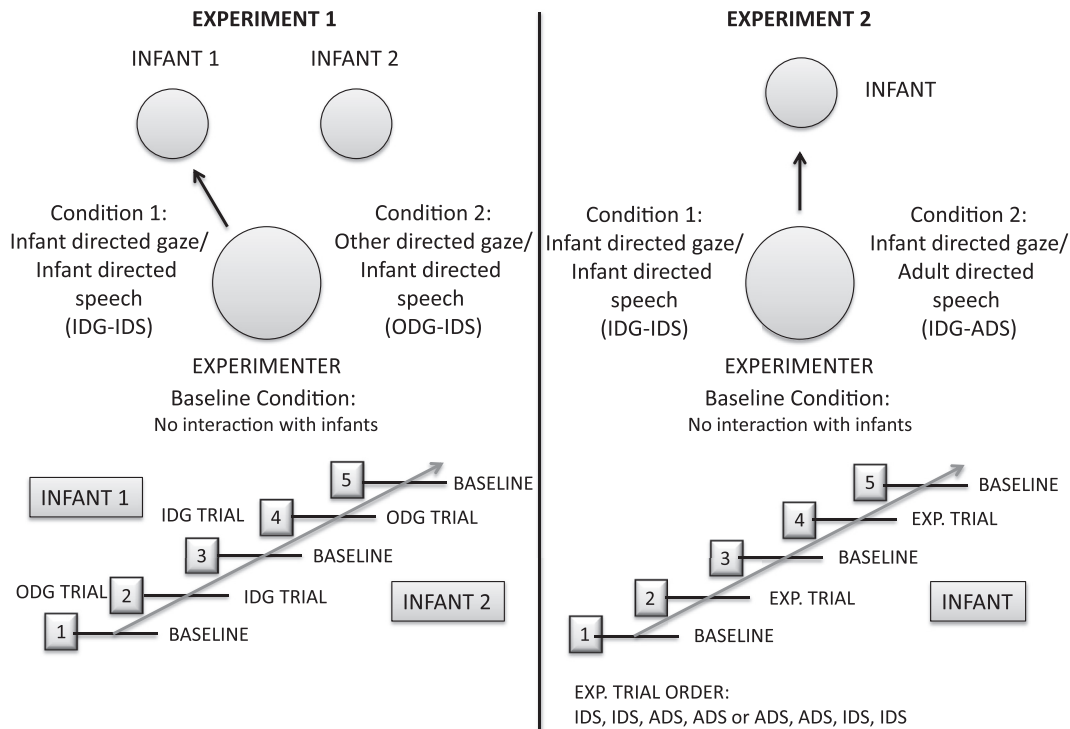 EXPERIMENT 1
INFANT 1
INFANT 2
Condition 1:
Infant directed gaze/
Infant directed
speech
(IDG-IDS)
Condition 2:
Other directed gaze/
Infant directed
speech
(ODG-IDS)
EXPERIMENTER
Baseline Condition:
No interaction with infants
INFANT 1
5
BASELINE
IDG TRIAL
4
ODG TRIAL
3
BASELINE
ODG TRIAL
2
IDG TRIAL
INFANT 2
1
BASELINE
EXPERIMENT 2
INFANT
Condition 1:
Infant directed gaze/
Infant directed
speech
(IDG-IDS)
Condition 2:
Infant directed gaze/
Adult directed
speech
(IDG-ADS)
EXPERIMENTER
Baseline Condition:
No interaction with infants
5
BASELINE
4
EXP. TRIAL
3
BASELINE
2
EXP. TRIAL
INFANT
1
BASELINE
EXP. TRIAL ORDER:
IDS, IDS, ADS, ADS or ADS, ADS, IDS, IDS